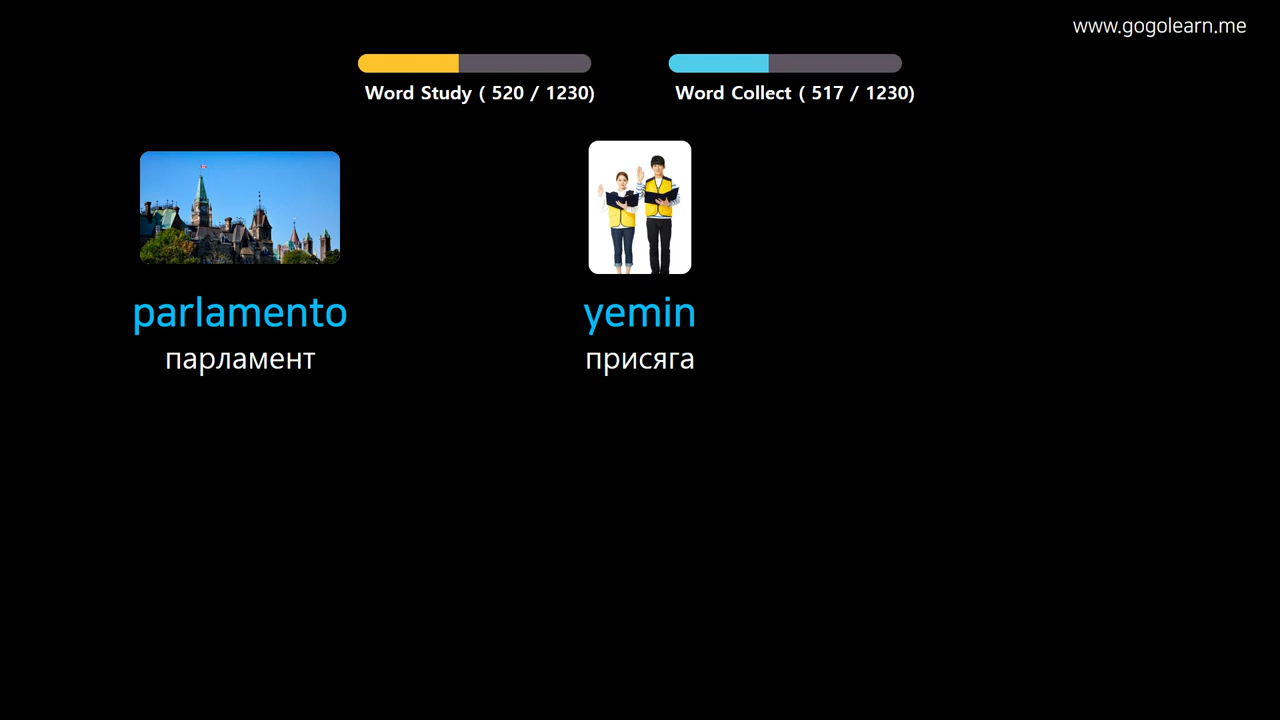 www.gogolearn.me
Word Study ( 520 / 1230)
Word Collect ( 517 / 1230)
parlamento
парламент
yemin
присяга